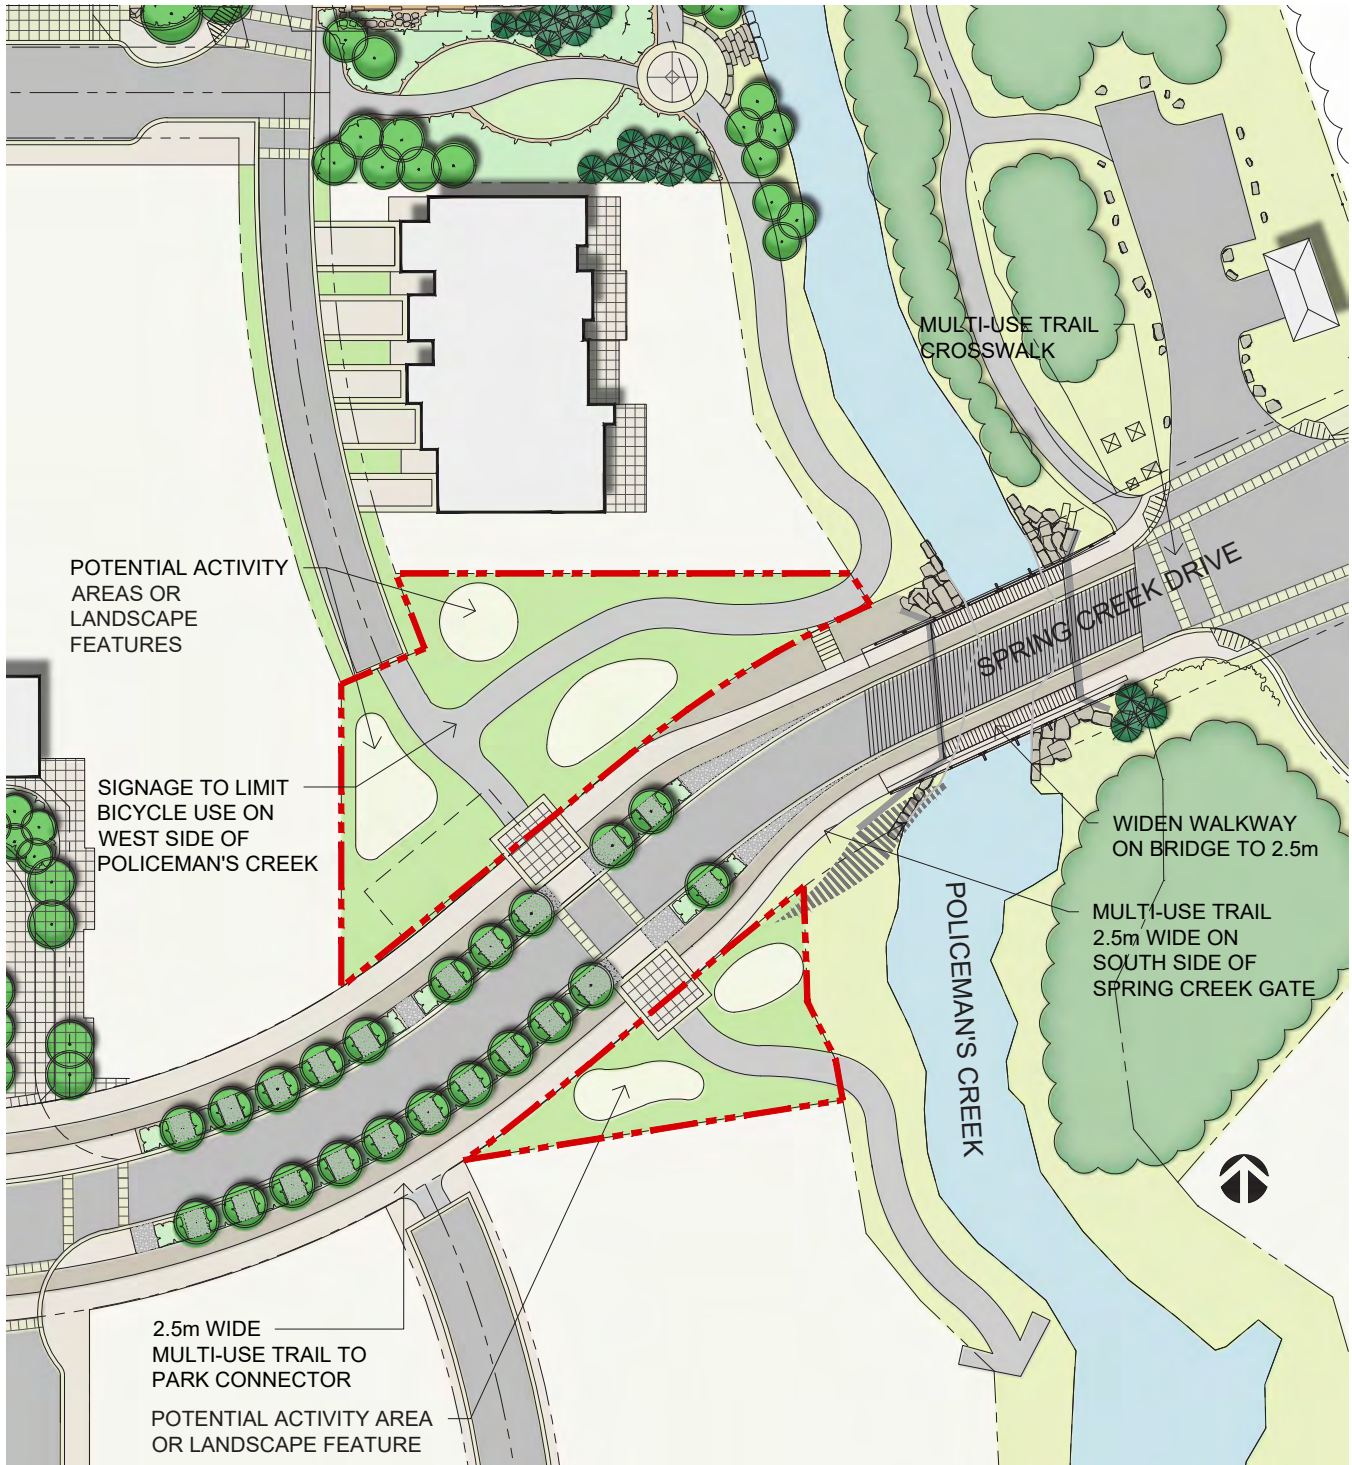 MULTI-USE TRAIL
CROSSWALK
SPRING CREEK DRIVE
POTENTIAL ACTIVITY
AREAS OR
LANDSCAPE
FEATURES
SIGNAGE TO LIMIT
BICYCLE USE ON
WEST SIDE OF
POLICEMAN'S CREEK
WIDEN WALKWAY
ON BRIDGE TO 2.5m
MULTI-USE TRAIL
2.5m WIDE ON
SOUTH SIDE OF
SPRING CREEK GATE
POLICEMAN'S CREEK
2.5m WIDE
MULTI-USE TRAIL TO
PARK CONNECTOR
POTENTIAL ACTIVITY AREA
OR LANDSCAPE FEATURE